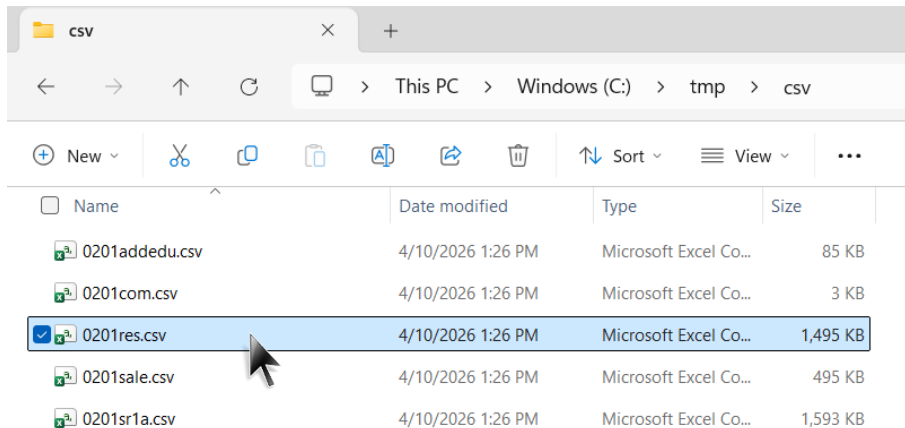 csv
This PC > Windows (C:) > tmp > csv
New Sort View
Name Date modified Type Size
0201addedu.csv 4/10/2026 1:26 PM Microsoft Excel Co... 85 KB
0201com.csv 4/10/2026 1:26 PM Microsoft Excel Co... 3 KB
0201res.csv 4/10/2026 1:26 PM Microsoft Excel Co... 1,495 KB
0201sale.csv 4/10/2026 1:26 PM Microsoft Excel Co... 495 KB
0201sr1a.csv 4/10/2026 1:26 PM Microsoft Excel Co... 1,593 KB